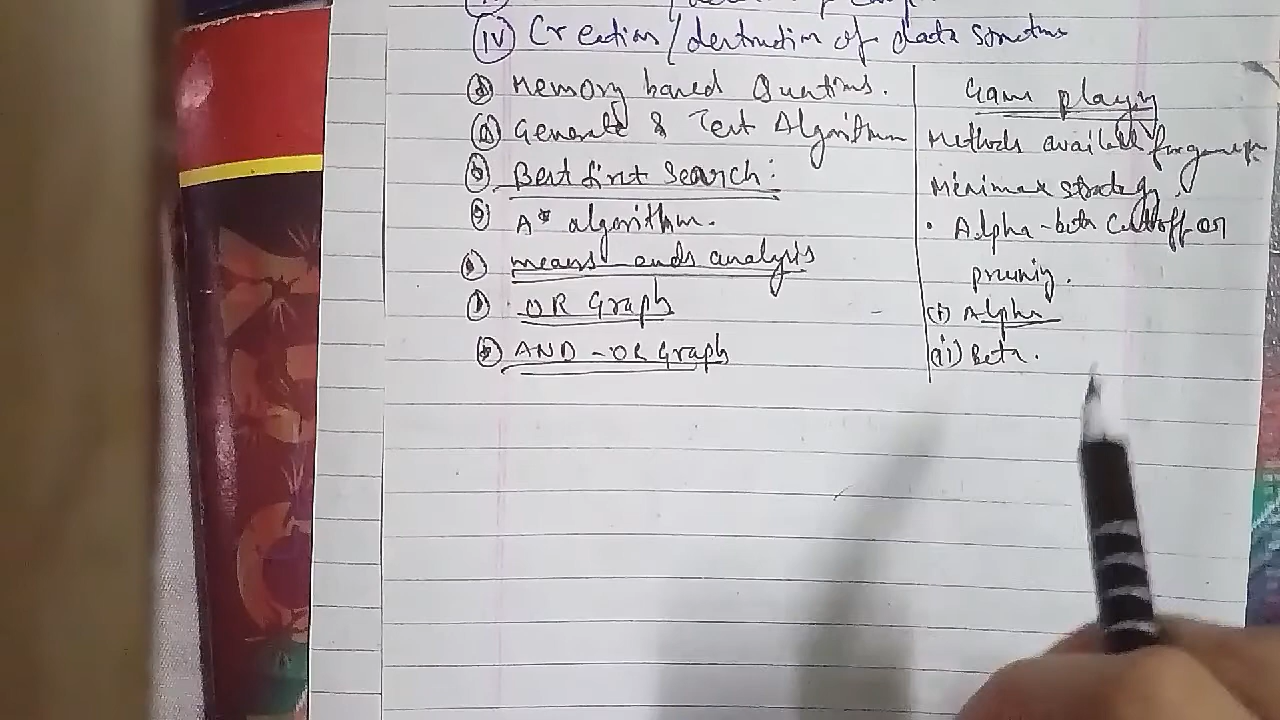 (iv) Creation/destruction of data structure
Memory based Quations.
Generate & Test Algorithm
Best first Search:
A* algorithm.
means-ends analysis
OR Graph
AND-OR Graph
Game playing
Methods available for game
Minimax strategy.
• Alpha-beta cutoff or
pruning.
(i) Alpha
(ii) Beta.